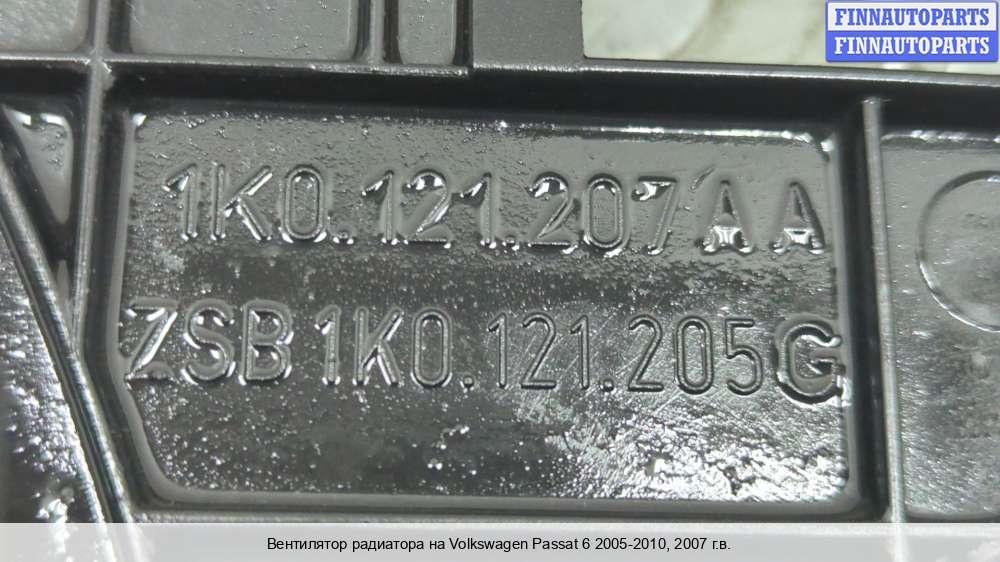 FINNAUTOPARTS
FINNAUTOPARTS
1K0.121.207 AA
ZSB 1K0.121.205G
Вентилятор радиатора на Volkswagen Passat 6 2005-2010, 2007 г.в.